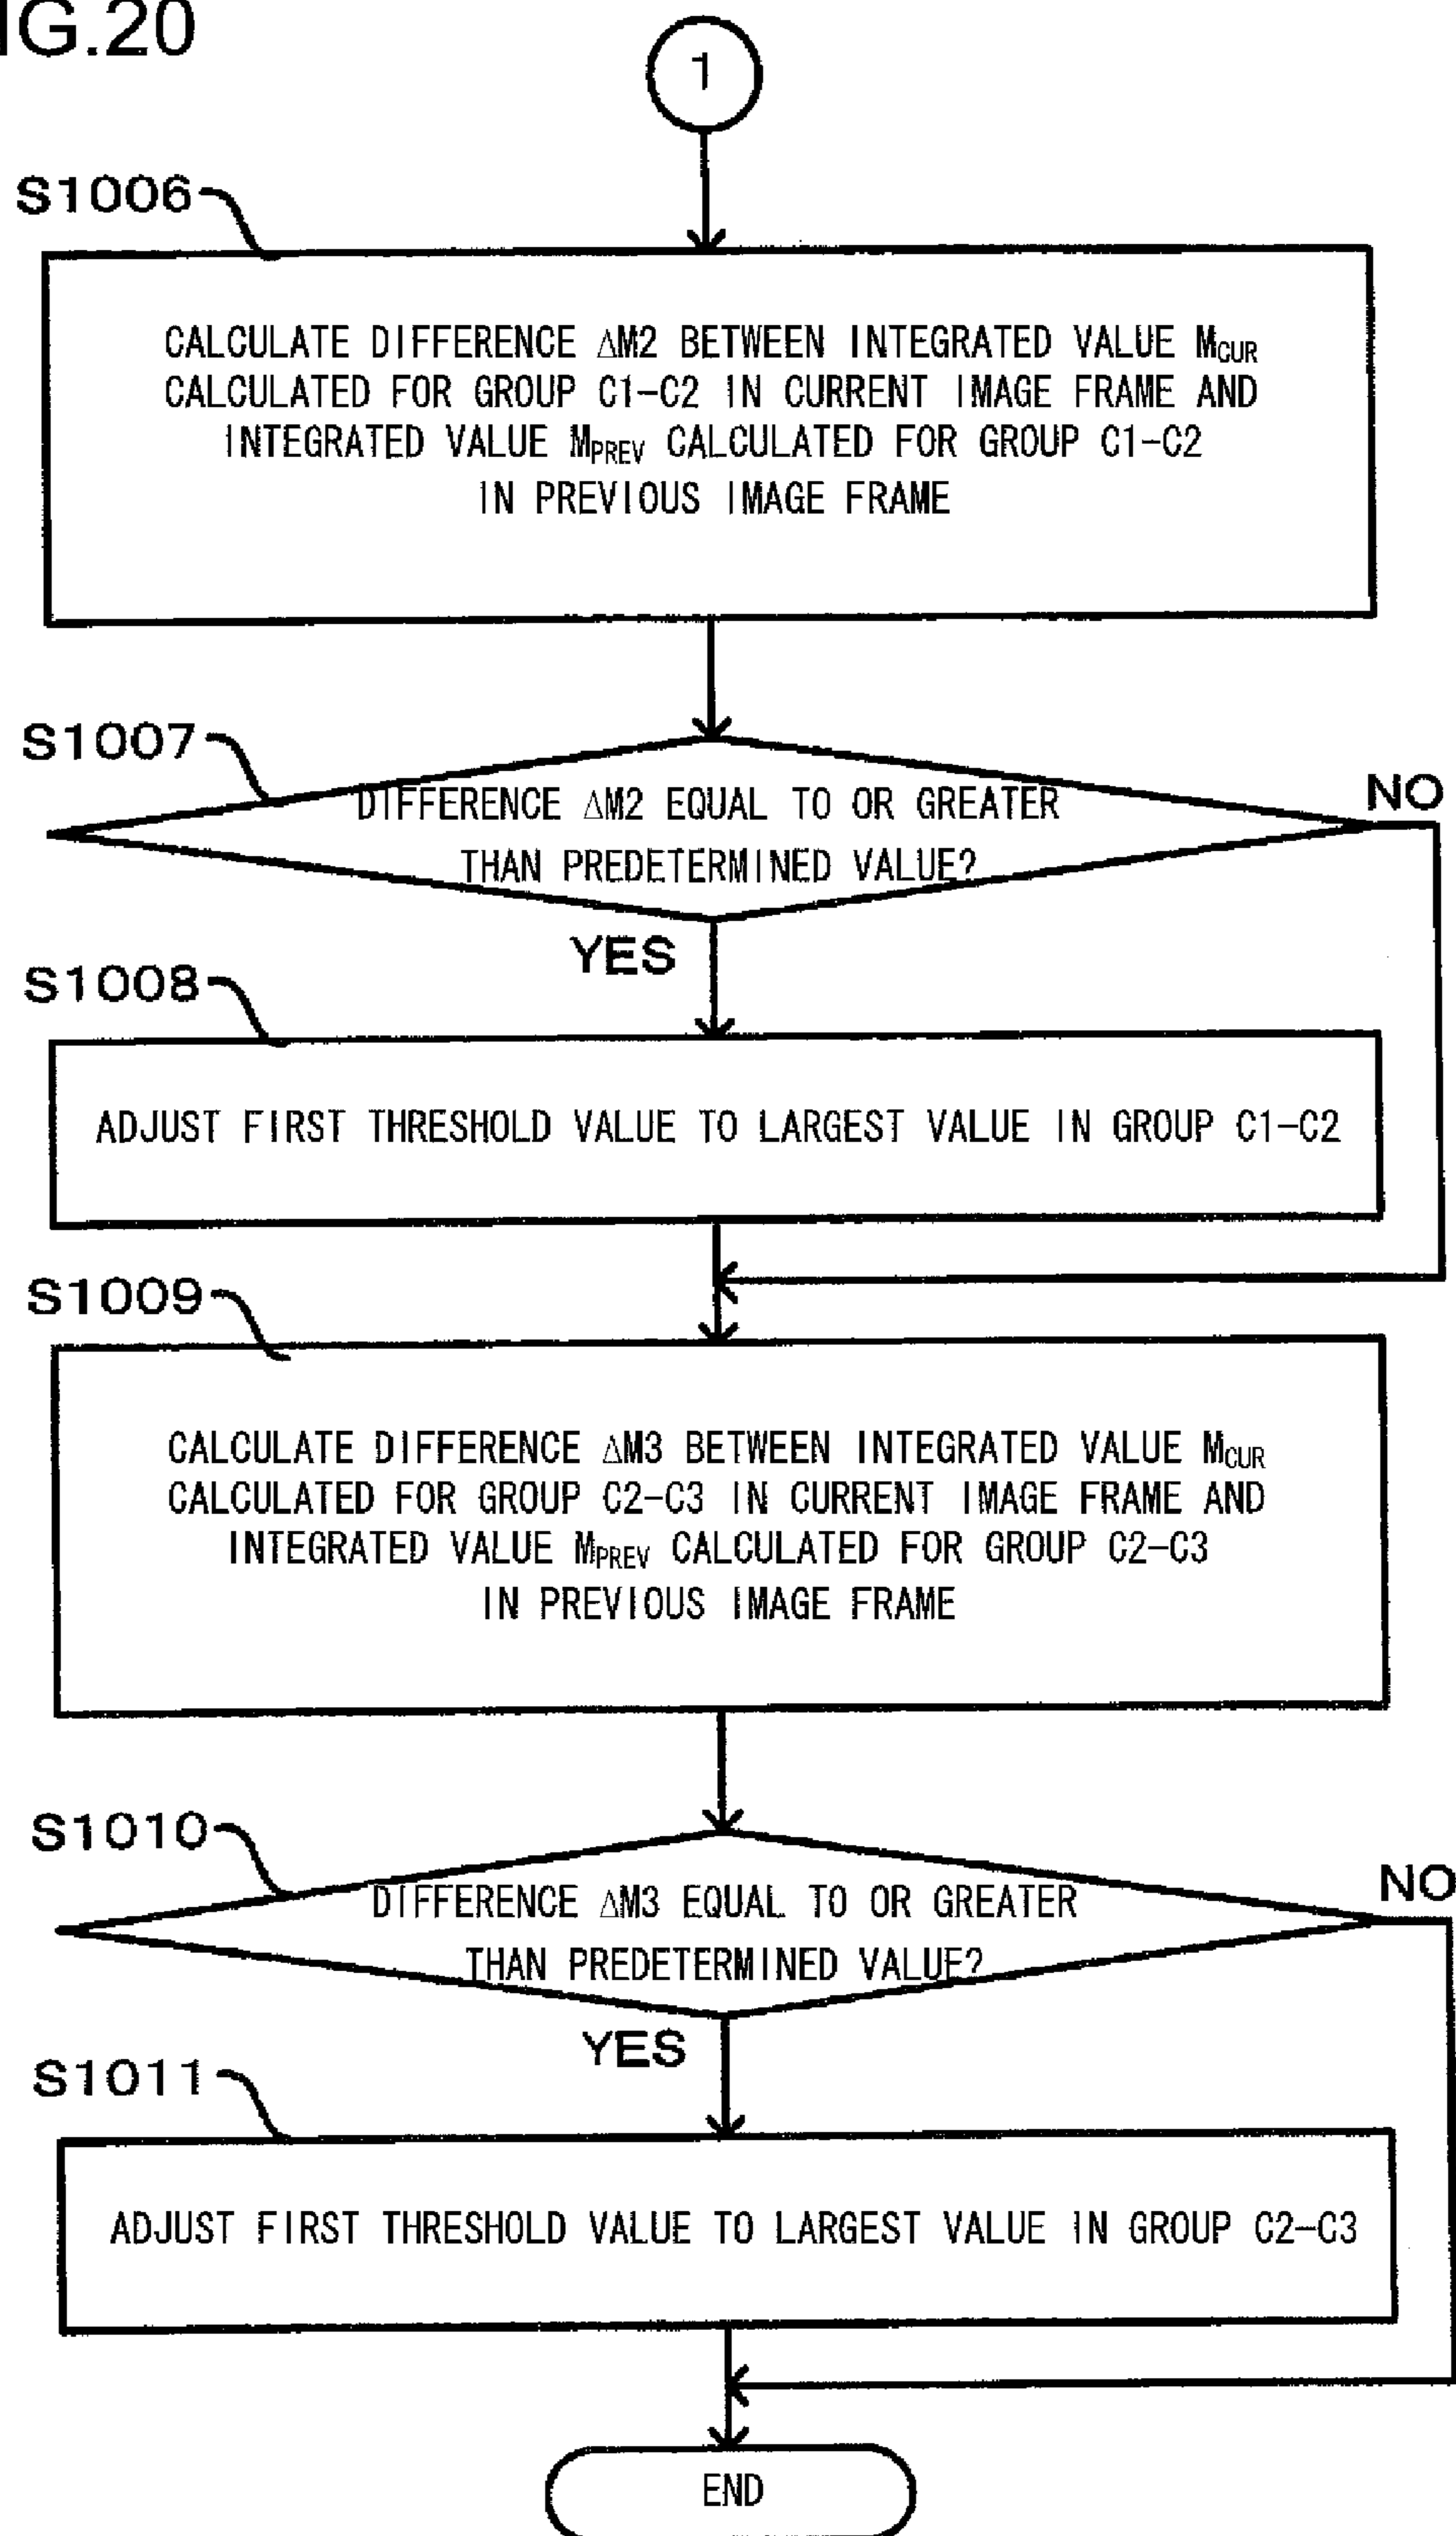 IG.20
1
S1006
CALCULATE DIFFERENCE ΔM2 BETWEEN INTEGRATED VALUE MCUR
CALCULATED FOR GROUP C1-C2 IN CURRENT IMAGE FRAME AND
INTEGRATED VALUE MPREV CALCULATED FOR GROUP C1-C2
IN PREVIOUS IMAGE FRAME
S1007
DIFFERENCE ΔM2 EQUAL TO OR GREATER
THAN PREDETERMINED VALUE?
NO
YES
S1008
ADJUST FIRST THRESHOLD VALUE TO LARGEST VALUE IN GROUP C1-C2
S1009
CALCULATE DIFFERENCE ΔM3 BETWEEN INTEGRATED VALUE MCUR
CALCULATED FOR GROUP C2-C3 IN CURRENT IMAGE FRAME AND
INTEGRATED VALUE MPREV CALCULATED FOR GROUP C2-C3
IN PREVIOUS IMAGE FRAME
S1010
DIFFERENCE ΔM3 EQUAL TO OR GREATER
THAN PREDETERMINED VALUE?
NO
YES
S1011
ADJUST FIRST THRESHOLD VALUE TO LARGEST VALUE IN GROUP C2-C3
END